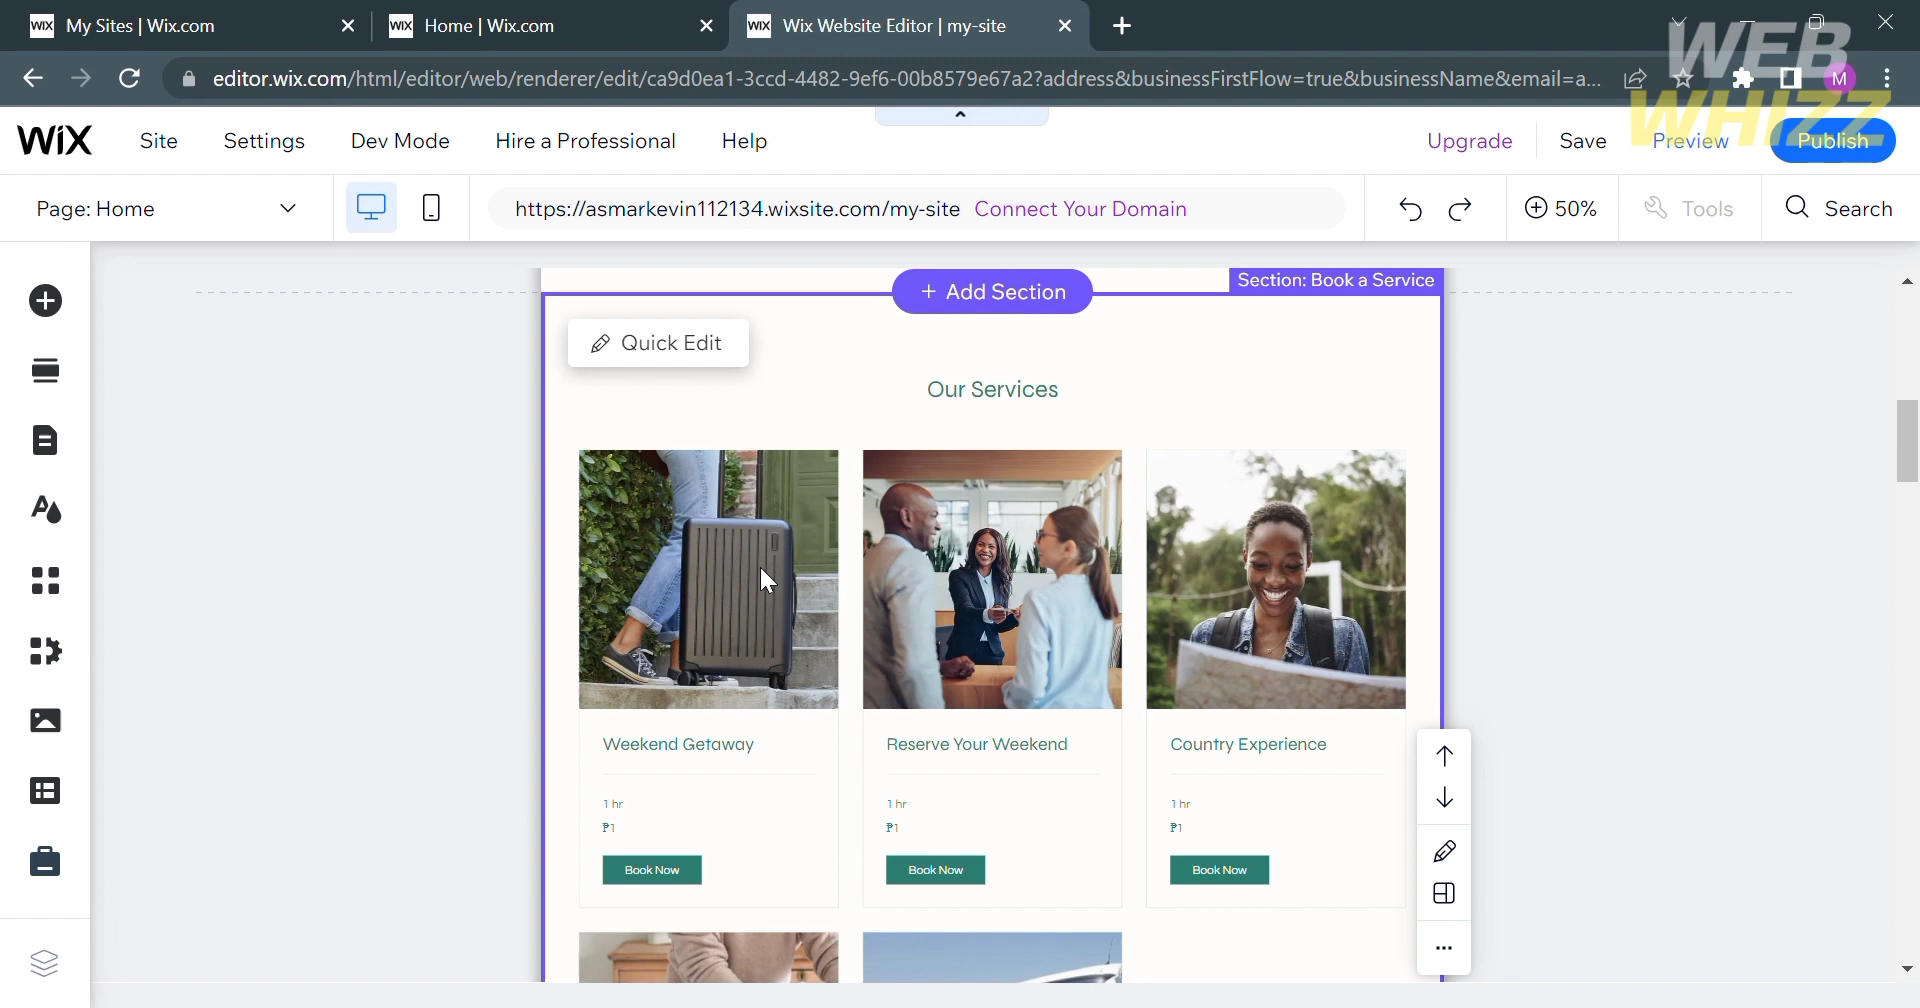 WIX My Sites | Wix.com
WIX Home | Wix.com
WIX Wix Website Editor | my-site
editor.wix.com/html/editor/web/renderer/edit/ca9d0ea1-3ccd-4482-9ef6-00b8579e67a2?address&businessFirstFlow=true&businessName&email=a...
M
WEB
WHIZZ
WIX Site Settings Dev Mode Hire a Professional Help Upgrade Save Preview Publish
Page: Home https://asmarkevin112134.wixsite.com/my-site Connect Your Domain 50% Tools Search
+ Add Section
Section: Book a Service
Quick Edit
Our Services
Weekend Getaway
1 hr
₱1
Book Now
Reserve Your Weekend
1 hr
₱1
Book Now
Country Experience
1 hr
₱1
Book Now